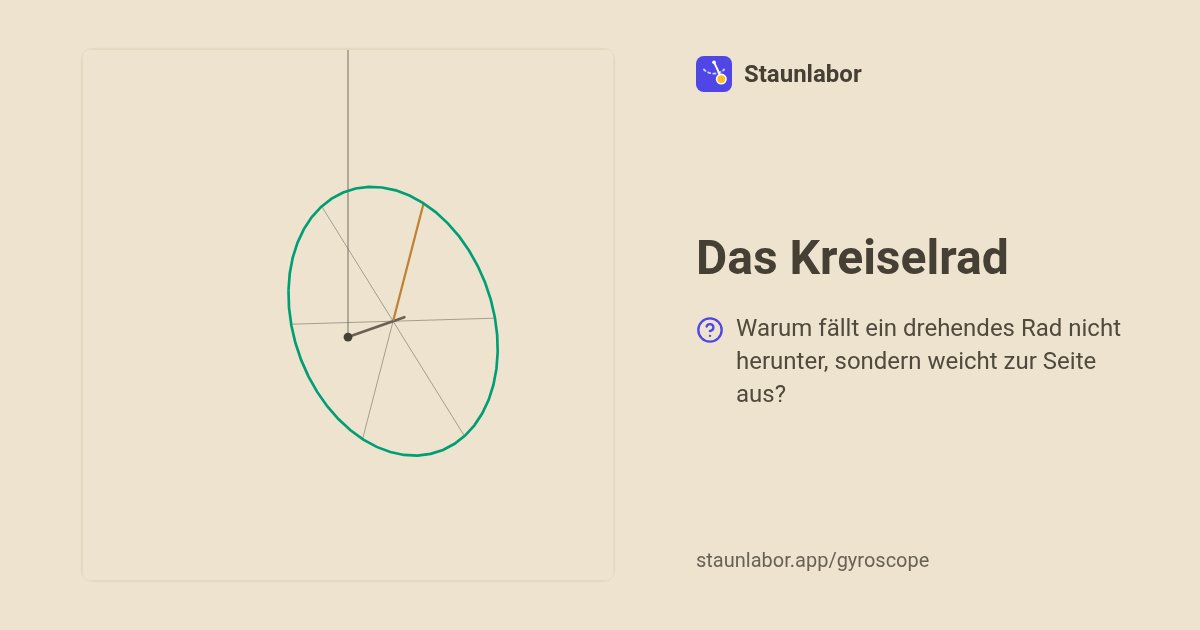 Staunlabor
Das Kreiselrad
Warum fällt ein drehendes Rad nicht
herunter, sondern weicht zur Seite
aus?
staunlabor.app/gyroscope